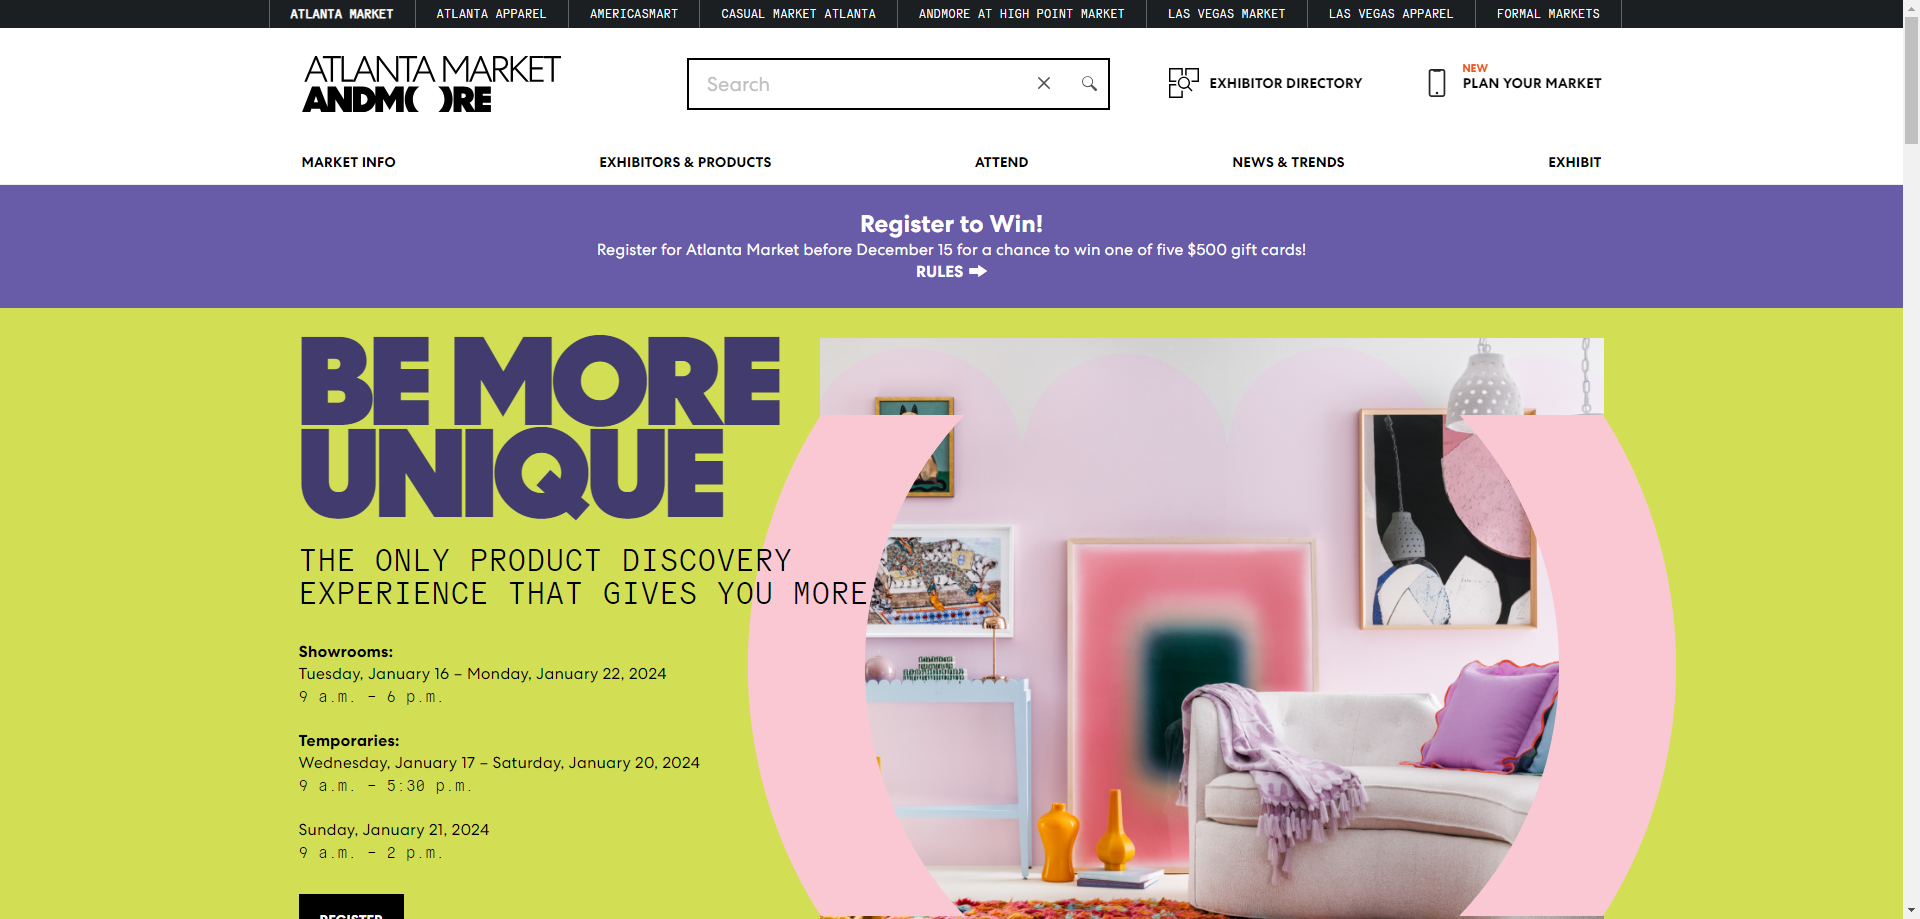 ATLANTA MARKET
ATLANTA APPAREL
AMERICASMART
CASUAL MARKET ATLANTA
ANDMORE AT HIGH POINT MARKET
LAS VEGAS MARKET
LAS VEGAS APPAREL
FORMAL MARKETS
ATLANTA MARKET
ANDMORE
Search
EXHIBITOR DIRECTORY
NEW
PLAN YOUR MARKET
MARKET INFO
EXHIBITORS & PRODUCTS
ATTEND
NEWS & TRENDS
EXHIBIT
Register to Win!
Register for Atlanta Market before December 15 for a chance to win one of five $500 gift cards!
RULES
BE MORE
UNIQUE
THE ONLY PRODUCT DISCOVERY
EXPERIENCE THAT GIVES YOU MORE
Showrooms:
Tuesday, January 16 – Monday, January 22, 2024
9 a.m. – 6 p.m.
Temporaries:
Wednesday, January 17 – Saturday, January 20, 2024
9 a.m. – 5:30 p.m.
Sunday, January 21, 2024
9 a.m. – 2 p.m.
REGISTER